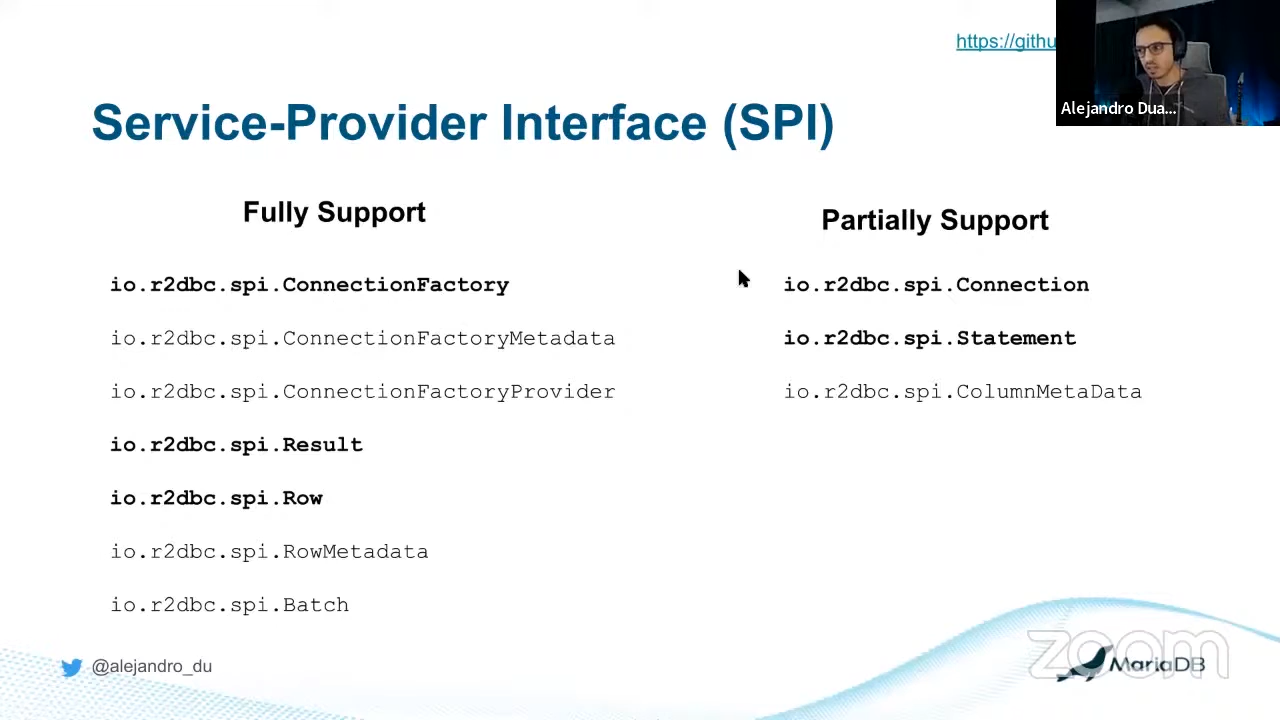 https://githu
Alejandro Dua...
Service-Provider Interface (SPI)
Fully Support
io.r2dbc.spi.ConnectionFactory
io.r2dbc.spi.ConnectionFactoryMetadata
io.r2dbc.spi.ConnectionFactoryProvider
io.r2dbc.spi.Result
io.r2dbc.spi.Row
io.r2dbc.spi.RowMetadata
io.r2dbc.spi.Batch
Partially Support
io.r2dbc.spi.Connection
io.r2dbc.spi.Statement
io.r2dbc.spi.ColumnMetaData
@alejandro_du
zoom
MariaDB